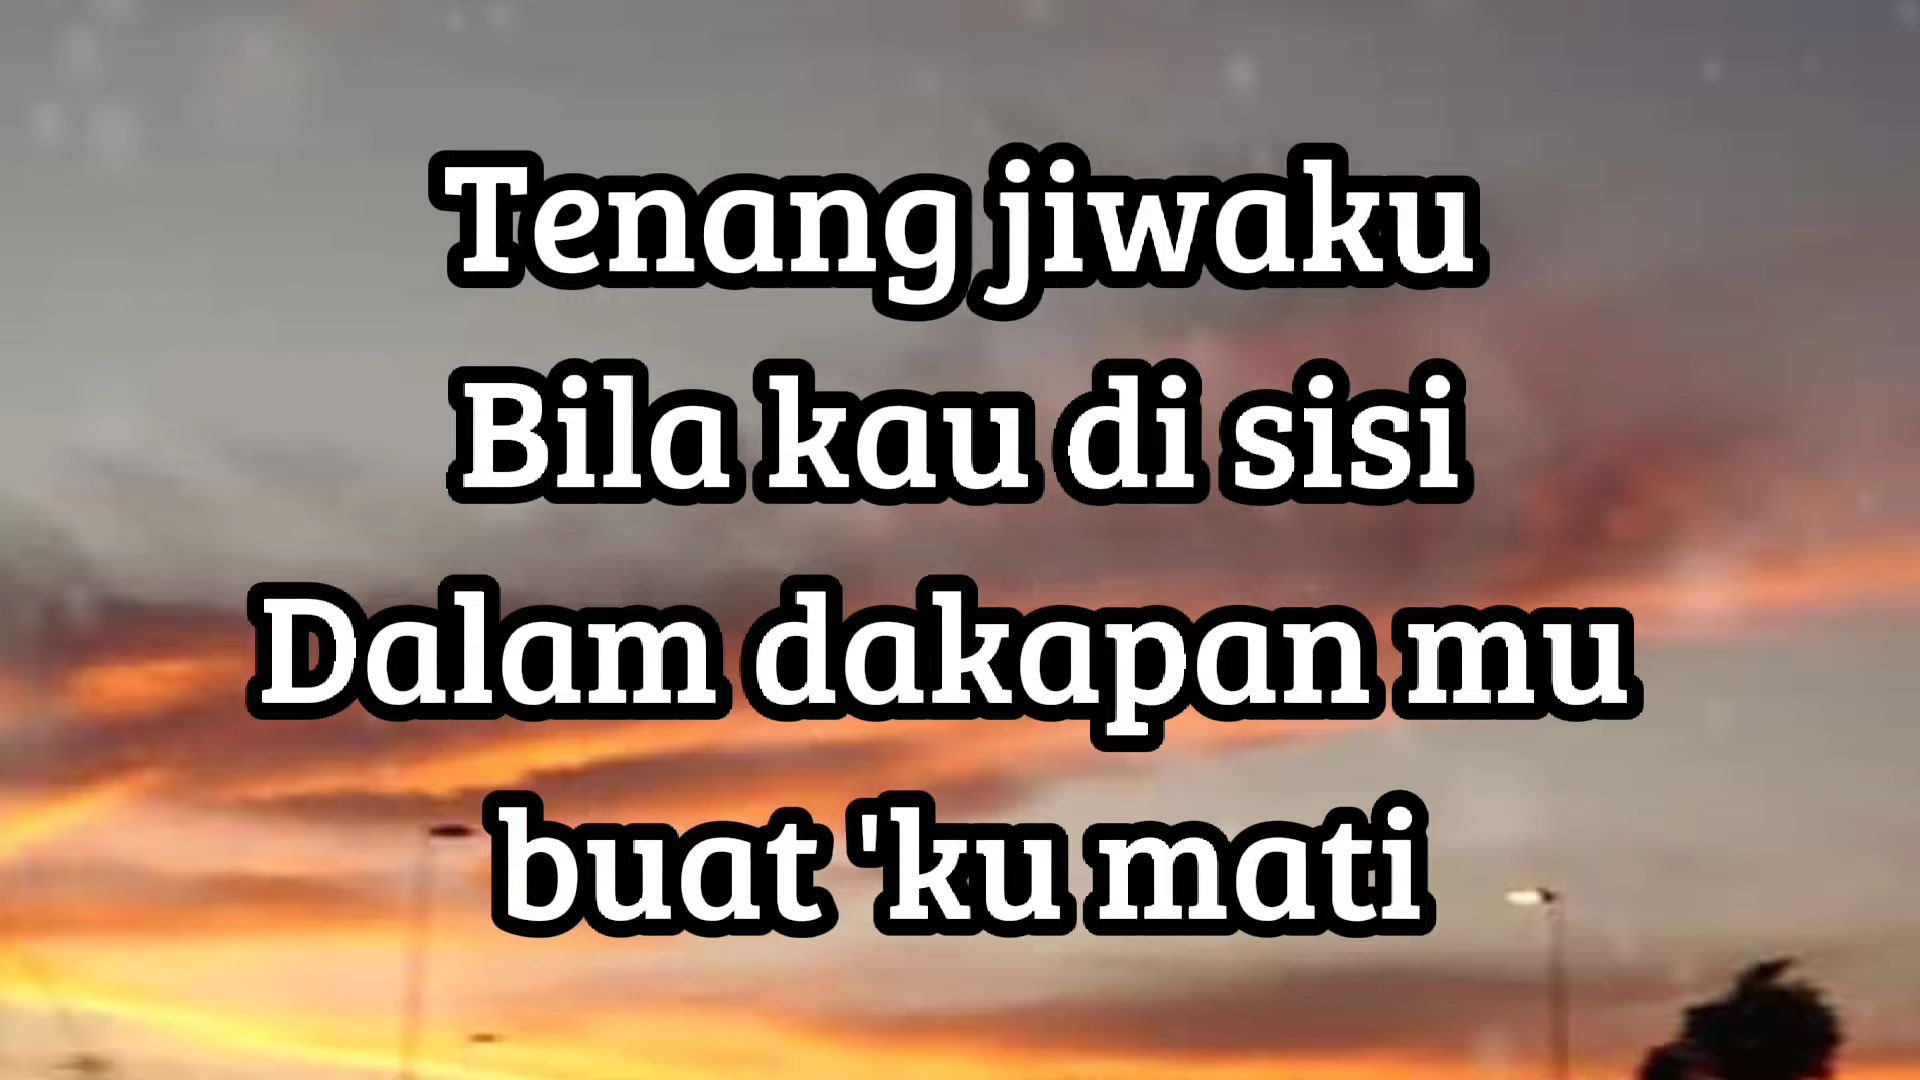 Tenang jiwaku
Bila kau di sisi
Dalam dakapan mu
buat 'ku mati